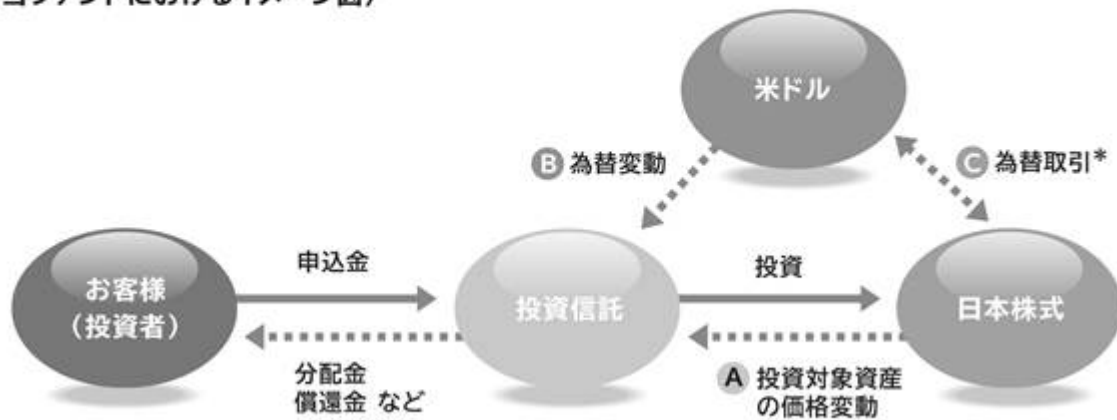 米ドル
B 為替変動
C 為替取引*
お客様
(投資者)
申込金
投資信託
投資
日本株式
分配金
償還金 など
A 投資対象資産
の価格変動